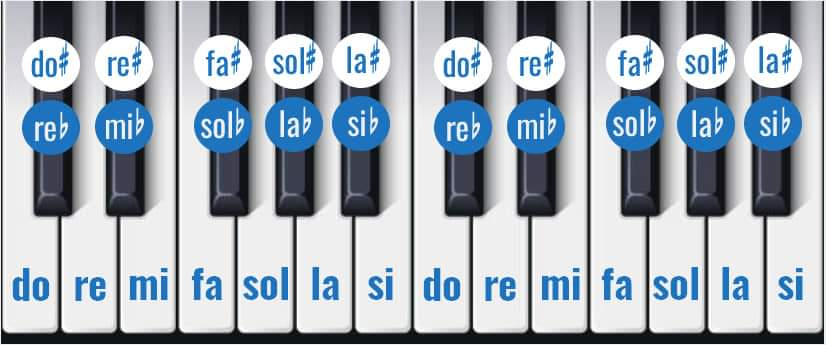 do♯ re♯ fa♯ sol♯ la♯ do♯ re♯ fa♯ sol♯ la♯
re♭ mi♭ sol♭ la♭ si♭ re♭ mi♭ sol♭ la♭ si♭
do re mi fa sol la si do re mi fa sol la si